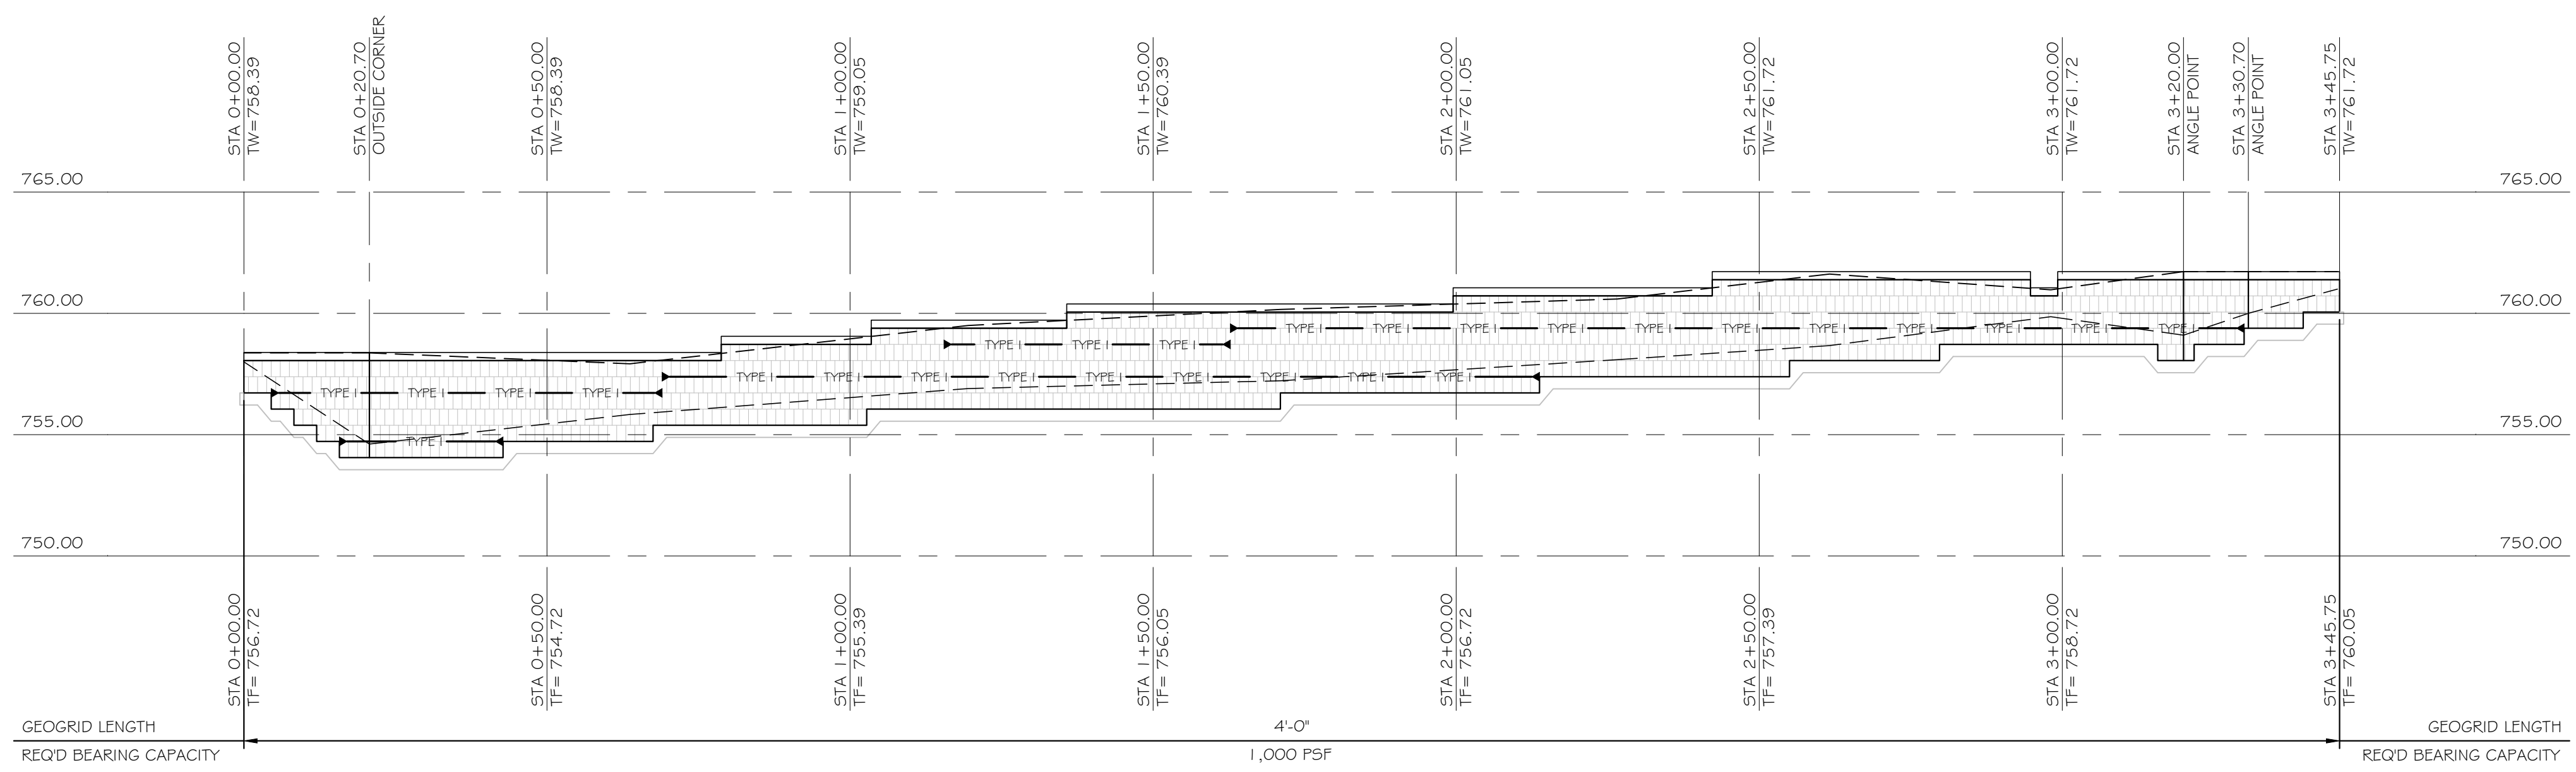 STA 0+00.00
TW=758.39
STA 0+20.70
OUTSIDE CORNER
STA 0+50.00
TW=758.39
STA 1+00.00
TW=759.05
STA 1+50.00
TW=760.39
STA 2+00.00
TW=761.05
STA 2+50.00
TW=761.72
STA 3+00.00
TW=761.72
STA 3+20.00
ANGLE POINT
STA 3+30.70
ANGLE POINT
STA 3+45.75
TW=761.72
765.00
765.00
760.00
760.00
TYPE I TYPE I TYPE I TYPE I TYPE I TYPE I TYPE I TYPE I TYPE I TYPE I TYPE I
TYPE I TYPE I TYPE I
TYPE I TYPE I TYPE I TYPE I TYPE I TYPE I TYPE I TYPE I TYPE I
TYPE I TYPE I TYPE I TYPE I
755.00
755.00
TYPE I
750.00
750.00
STA 0+00.00
TF= 756.72
STA 0+50.00
TF= 754.72
STA 1+00.00
TF= 755.39
STA 1+50.00
TF= 756.05
STA 2+00.00
TF= 756.72
STA 2+50.00
TF= 757.39
STA 3+00.00
TF= 758.72
STA 3+45.75
TF= 760.05
GEOGRID LENGTH
4'-0"
GEOGRID LENGTH
REQ'D BEARING CAPACITY
1,000 PSF
REQ'D BEARING CAPACITY